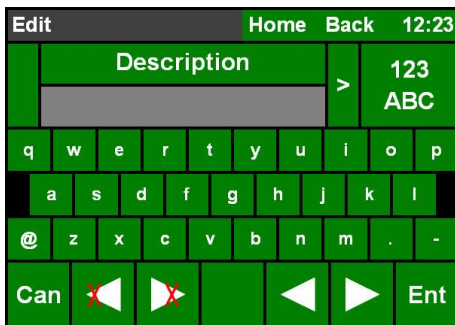 Edit Home Back 12:23
Description
> 123
ABC
q w e r t y u i o p
a s d f g h j k l
@ z x c v b n m . -
Can Ent